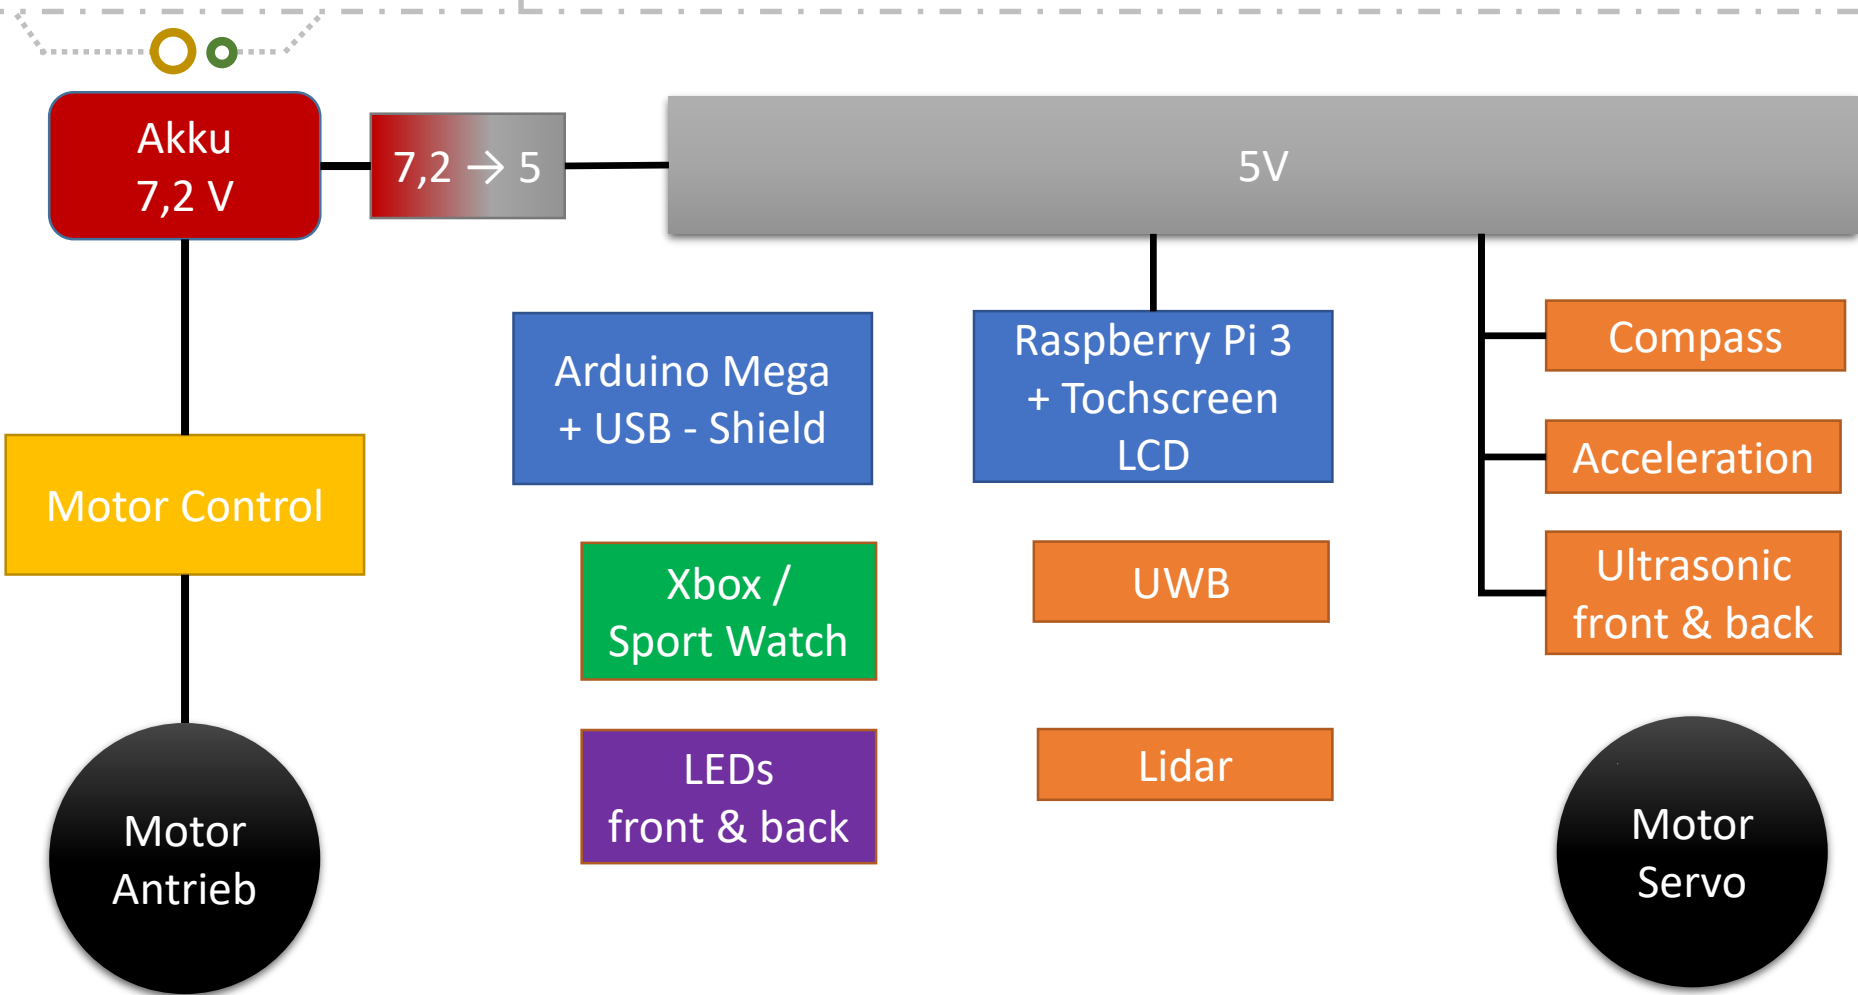 Akku
7,2 V
7,2 → 5
5V
Arduino Mega
+ USB - Shield
Raspberry Pi 3
+ Tochscreen
LCD
Compass
Acceleration
Ultrasonic
front & back
Motor Control
Xbox /
Sport Watch
UWB
LEDs
front & back
Lidar
Motor
Antrieb
Motor
Servo